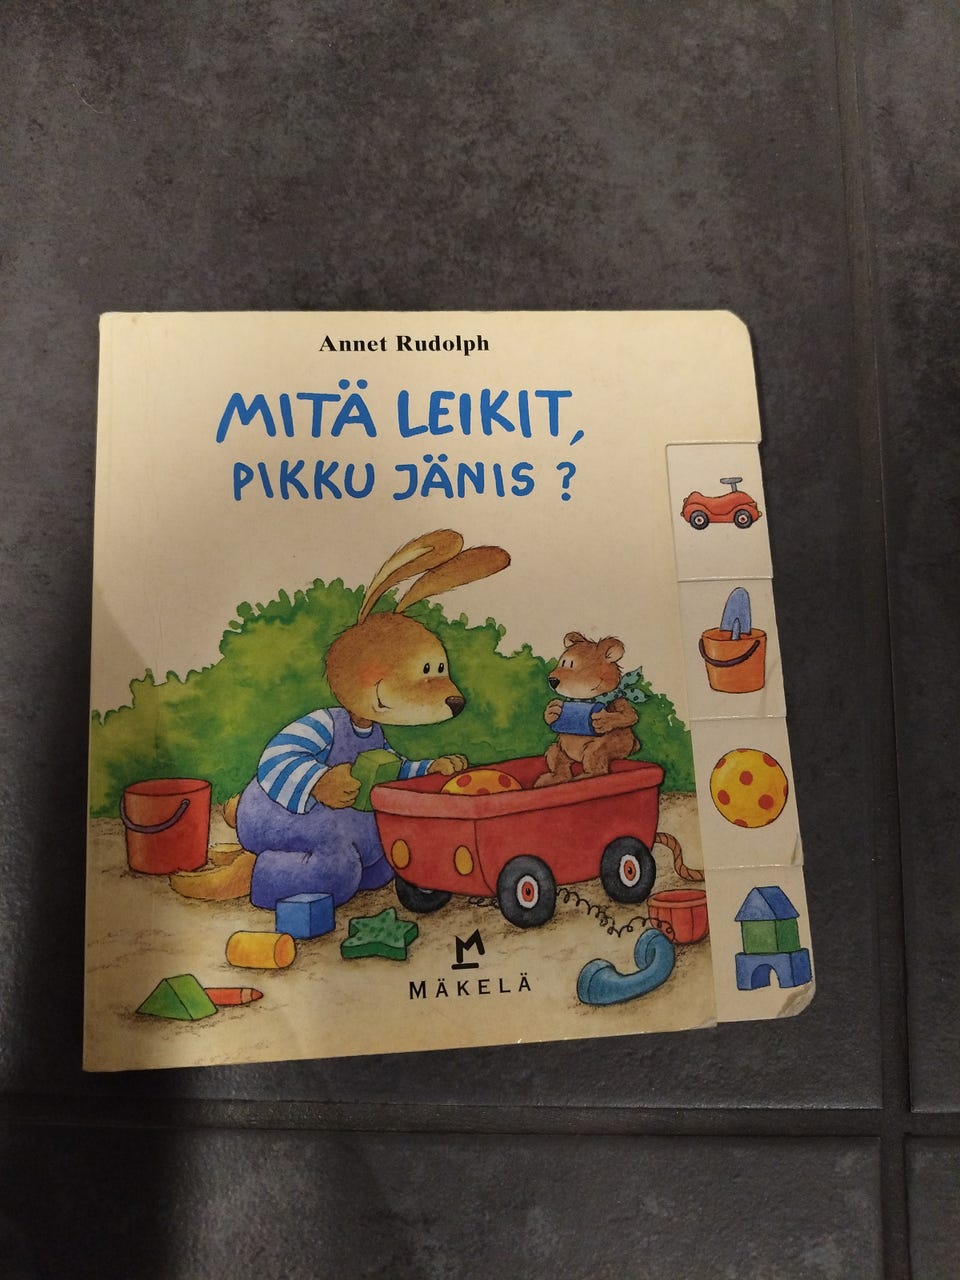 Annet Rudolph
MITÄ LEIKIT,
PIKKU JÄNIS ?
M
MÄKELÄ